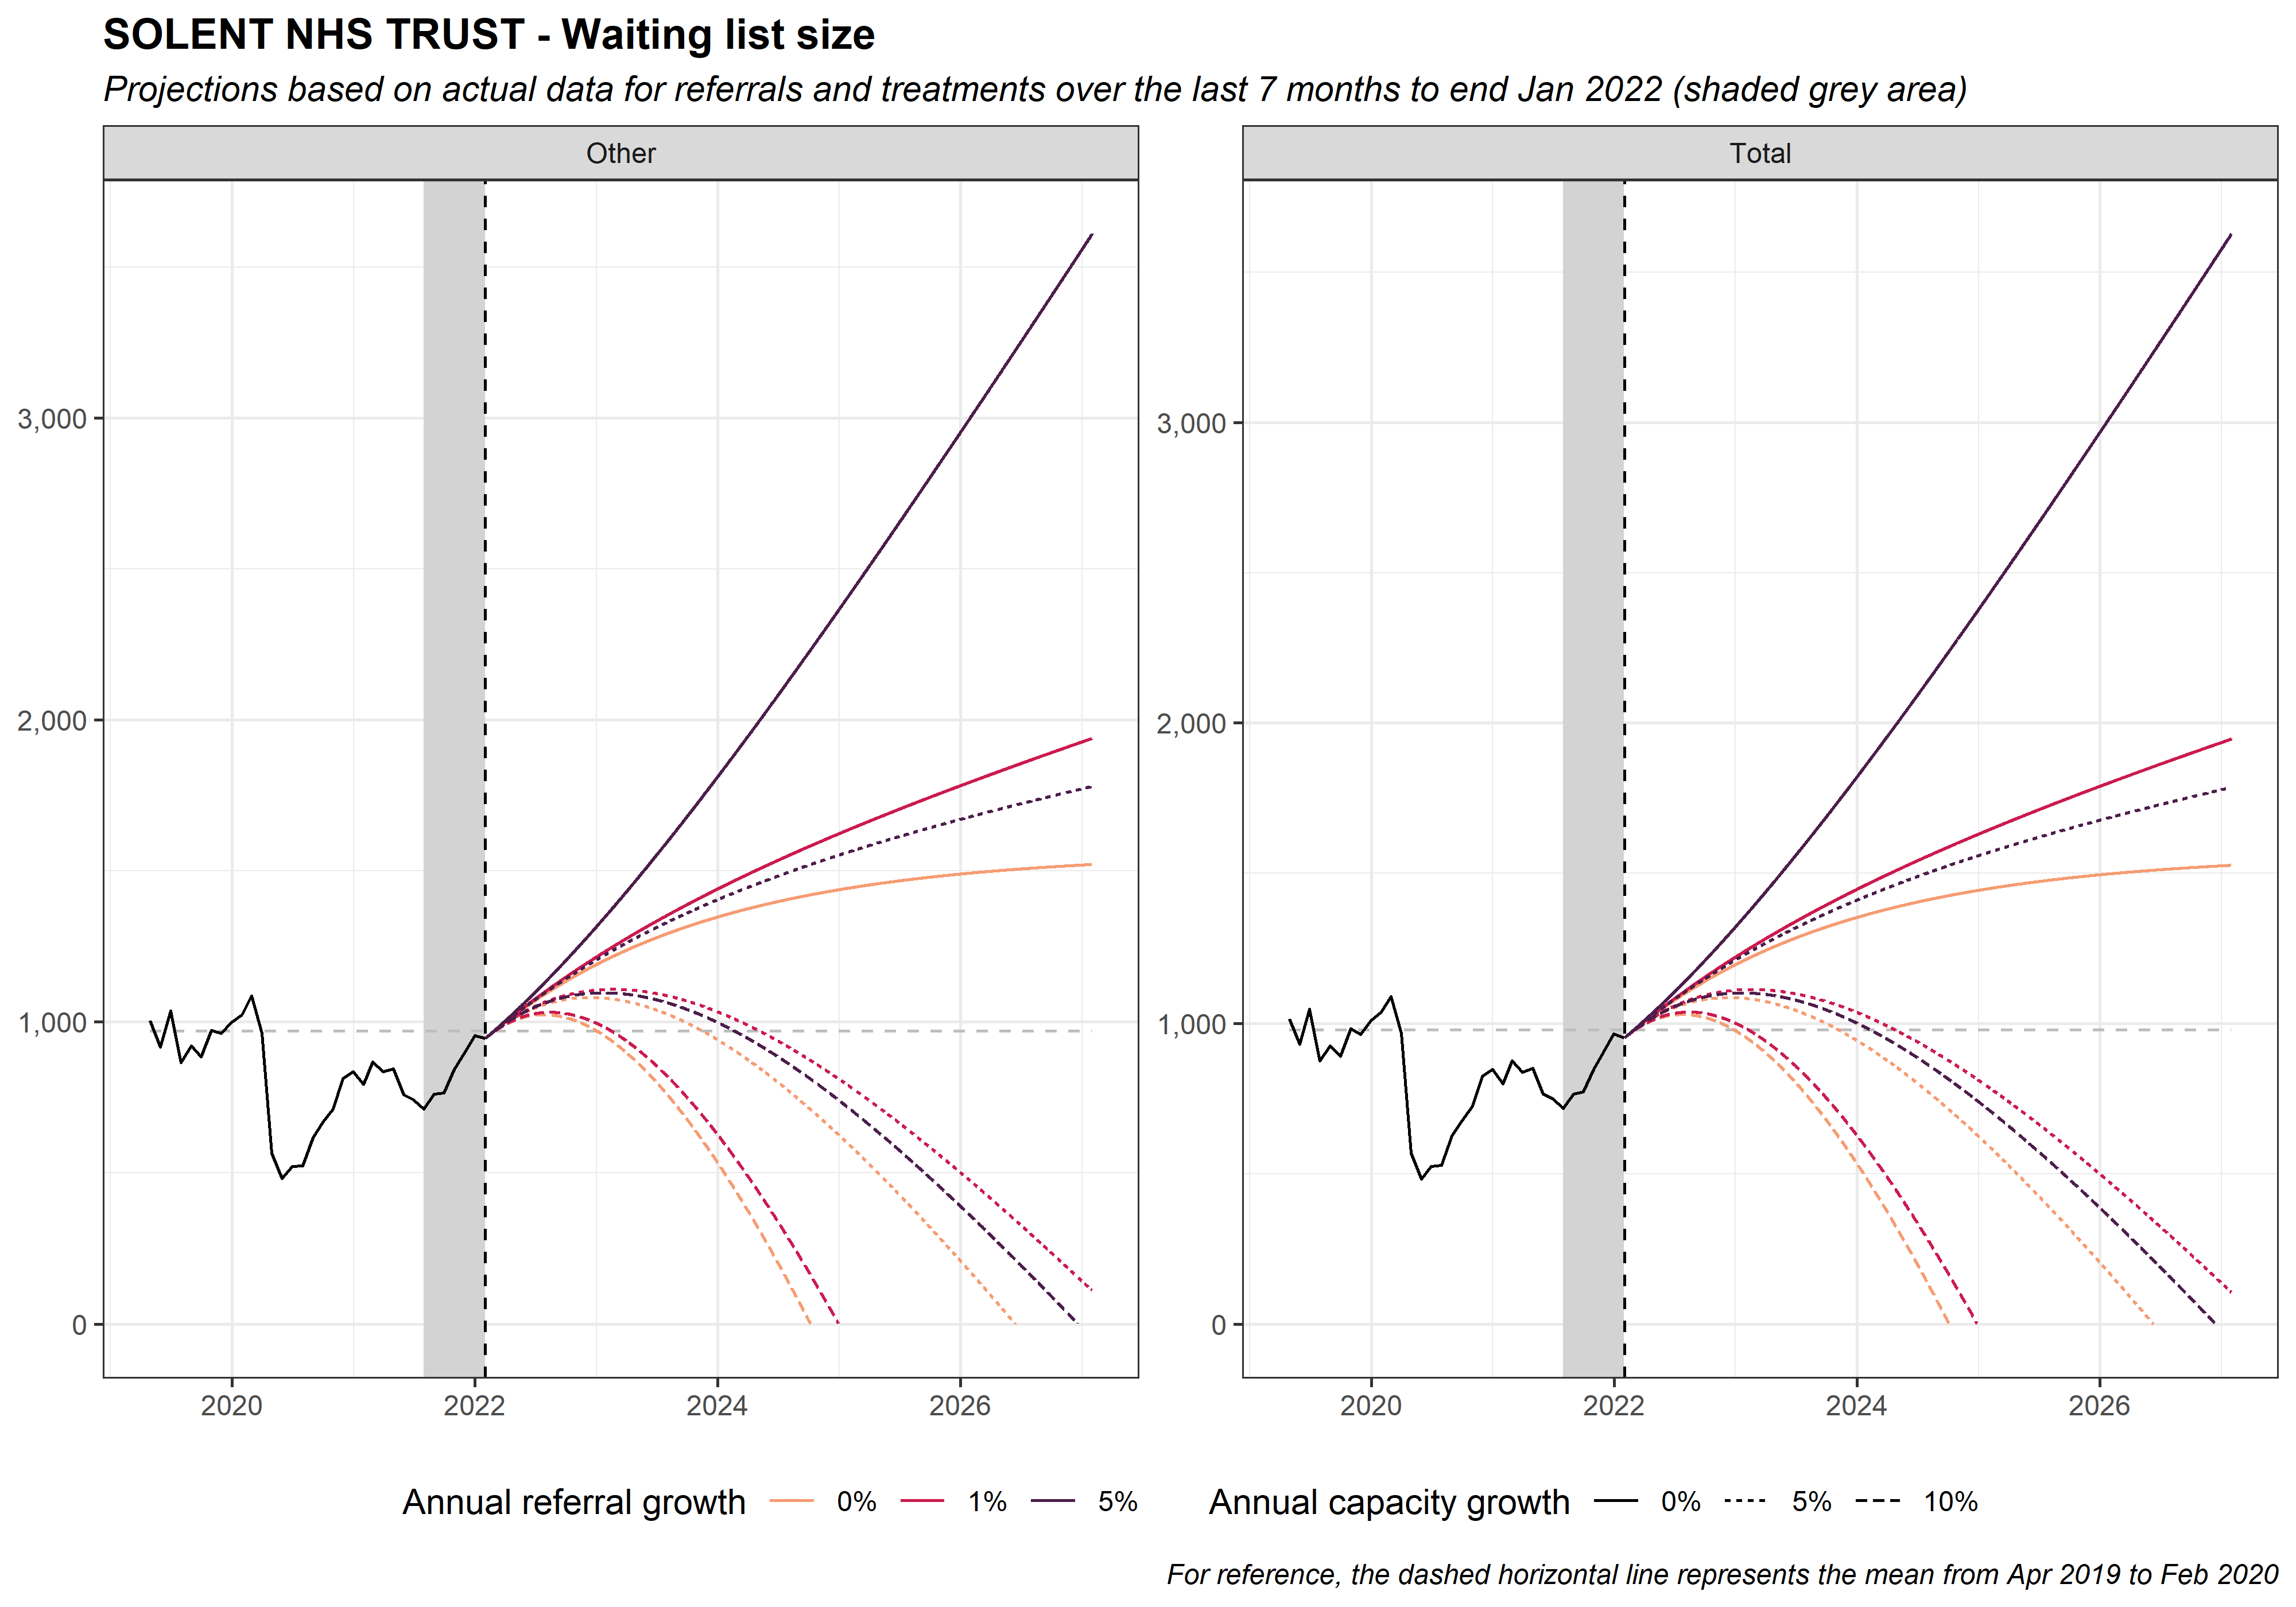 SOLENT NHS TRUST - Waiting list size
Projections based on actual data for referrals and treatments over the last 7 months to end Jan 2022 (shaded grey area)
Other
Total
3,000
2,000
1,000
0
3,000
2,000
1,000
0
2020 2022 2024 2026
2020 2022 2024 2026
Annual referral growth 0% 1% 5%
Annual capacity growth 0% 5% 10%
For reference, the dashed horizontal line represents the mean from Apr 2019 to Feb 2020